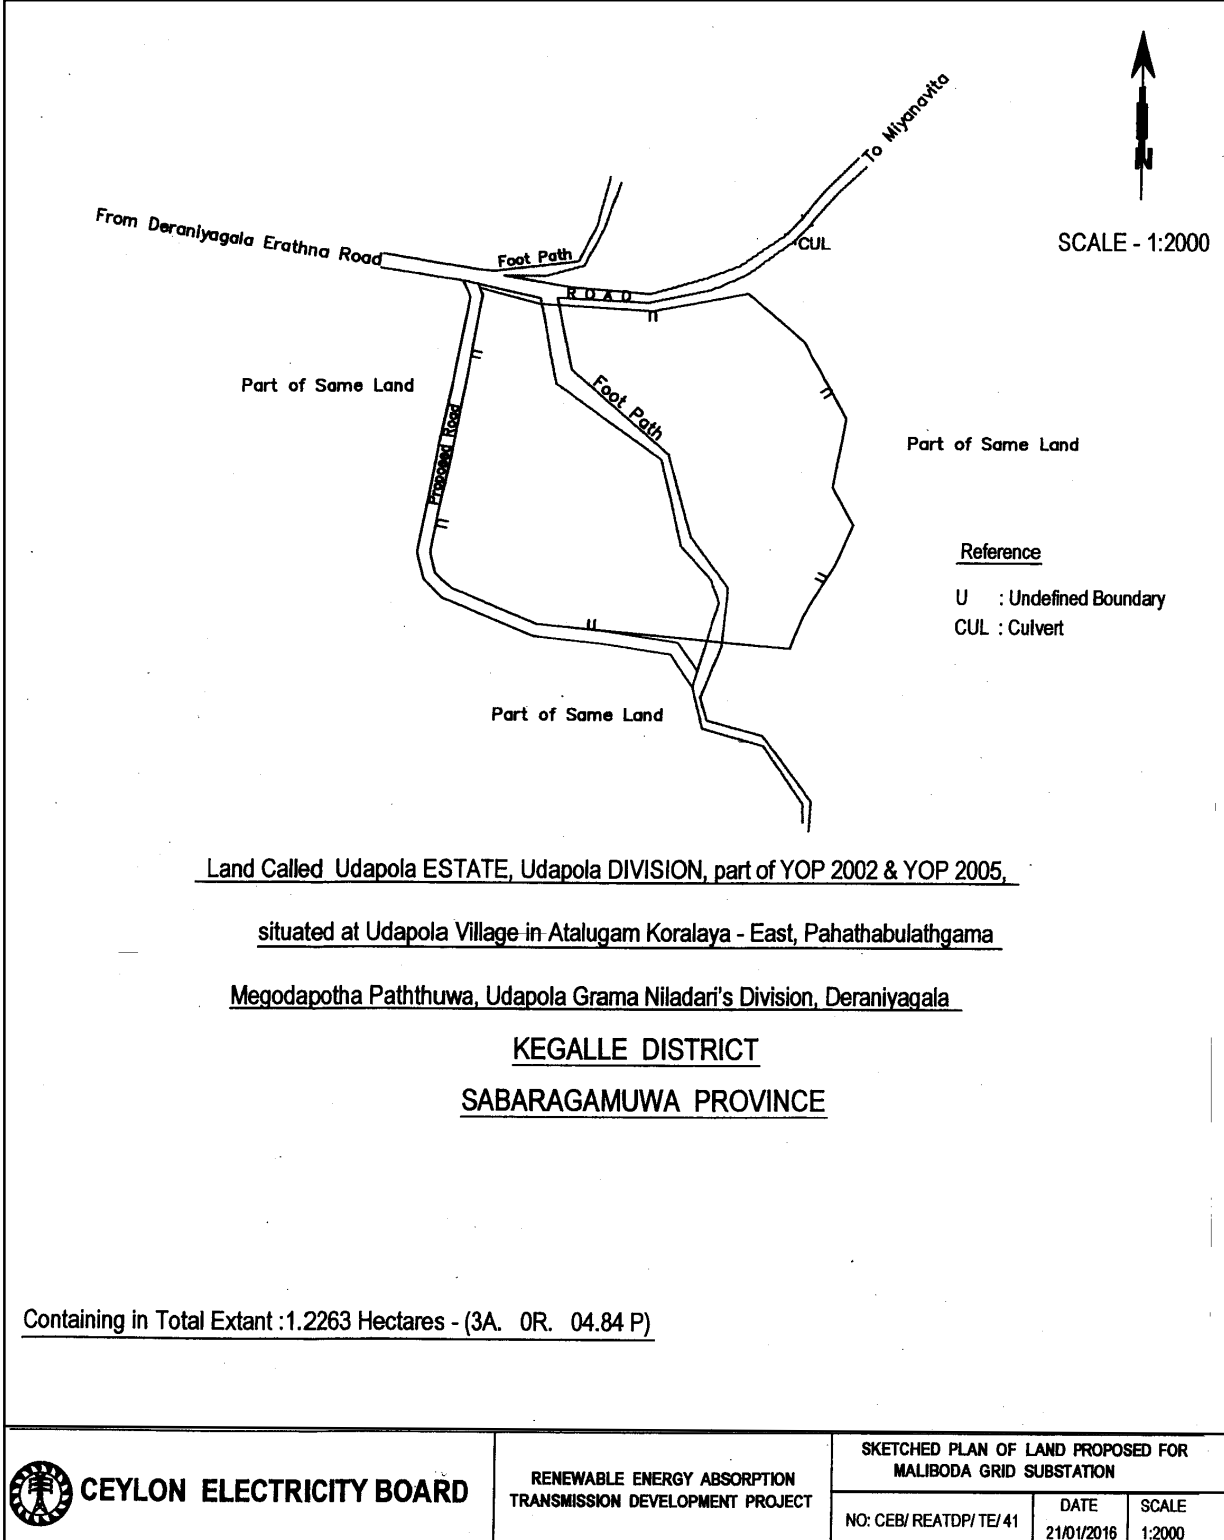 To Miyanavita
N
From Deraniyagala Erathna Road
Foot Path
CUL
SCALE - 1:2000
ROAD
U
U
Part of Same Land
Foot Path
U
Proposed Road
Part of Same Land
U
Reference
U : Undefined Boundary
CUL : Culvert
U
U
Part of Same Land
Land Called Udapola ESTATE, Udapola DIVISION, part of YOP 2002 & YOP 2005,
situated at Udapola Village in Atalugam Koralaya - East, Pahathabulathgama
Megodapotha Paththuwa, Udapola Grama Niladari's Division, Deraniyagala
KEGALLE DISTRICT
SABARAGAMUWA PROVINCE
Containing in Total Extant :1.2263 Hectares - (3A. 0R. 04.84 P)
CEYLON ELECTRICITY BOARD
RENEWABLE ENERGY ABSORPTION
TRANSMISSION DEVELOPMENT PROJECT
SKETCHED PLAN OF LAND PROPOSED FOR
MALIBODA GRID SUBSTATION
NO: CEB/ REATDP/ TE/ 41
DATE
21/01/2016
SCALE
1:2000